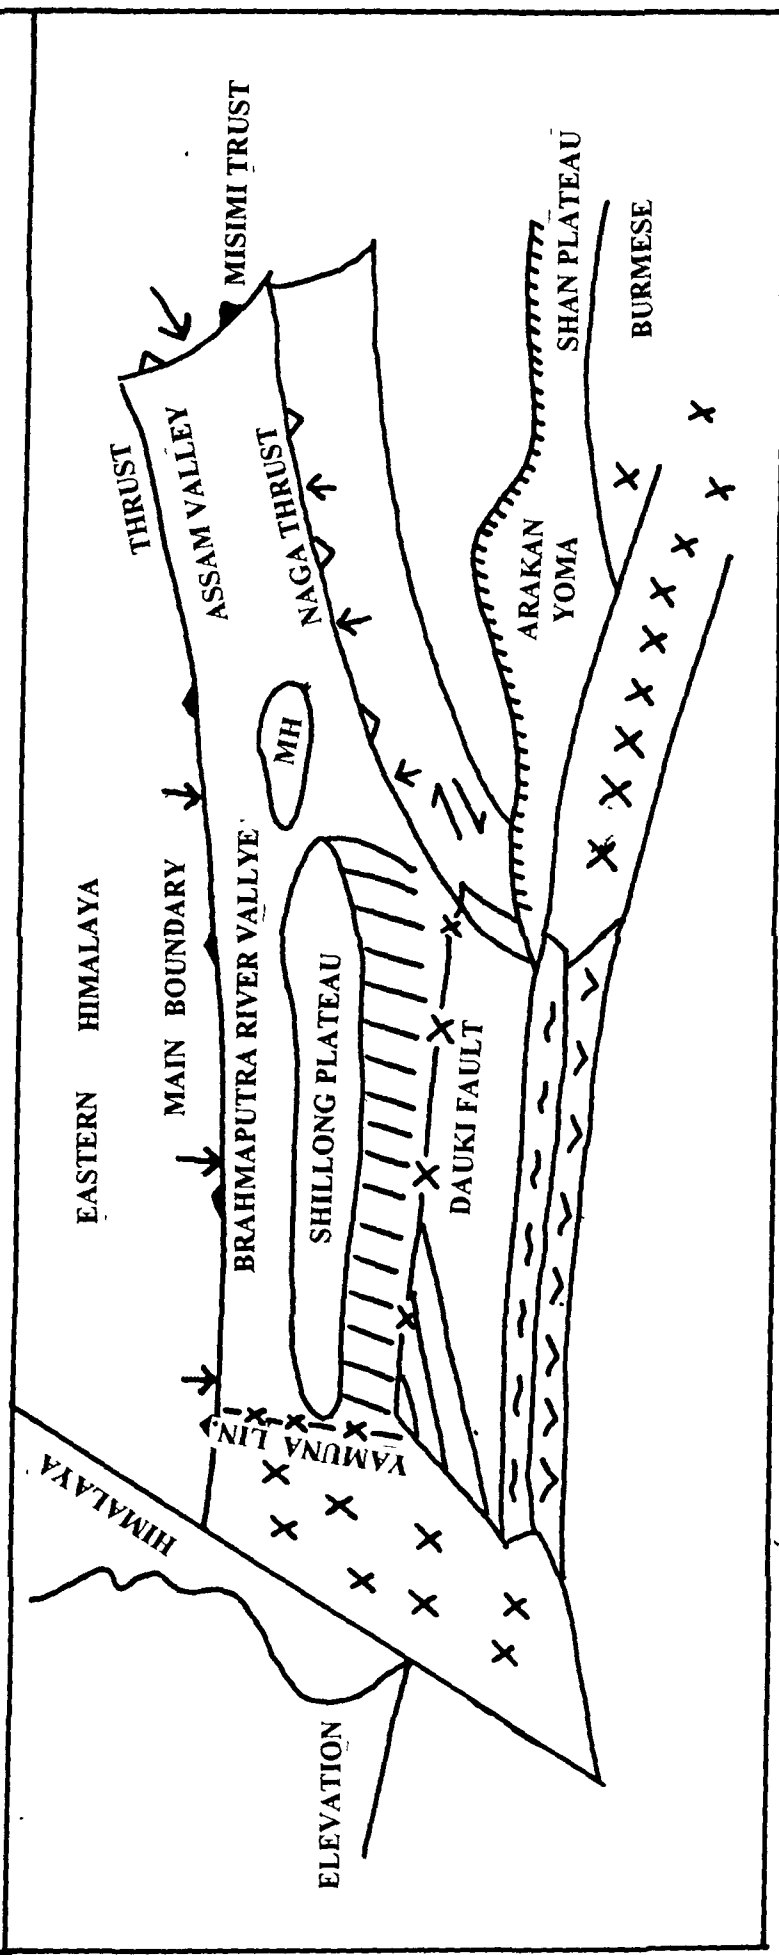 EASTERN HIMALAYA
MAIN BOUNDARY
THRUST
MISIMI TRUST
ASSAM VALLEY
BRAHMAPUTRA RIVER VALLYE
MH
NAGA THRUST
SHILLONG PLATEAU
DAUKI FAULT
YAMUNA LIN.
HIMALAYA
ELEVATION
ARAKAN
YOMA
SHAN PLATEAU
BURMESE